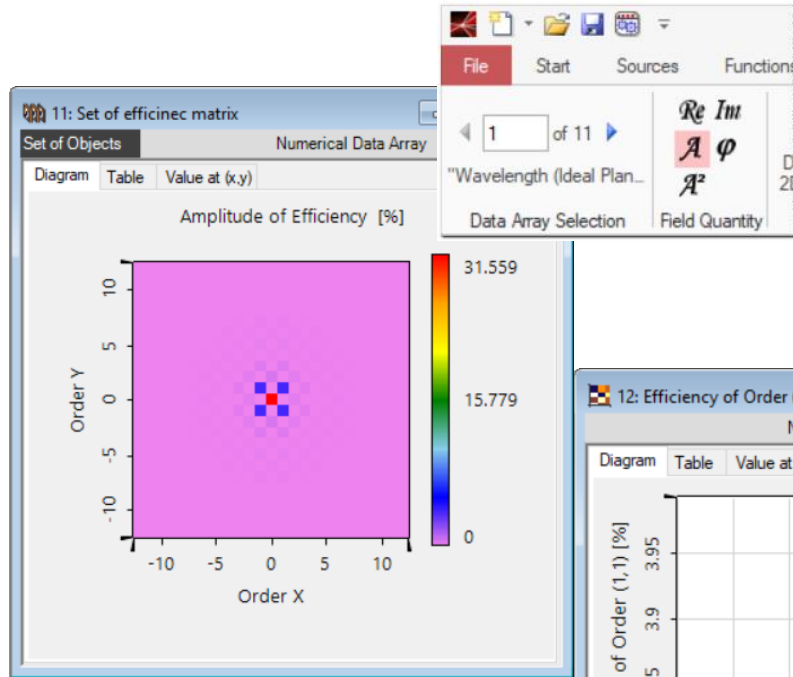 File Start Sources Functions
1 of 11
"Wavelength (Ideal Plan...
Data Array Selection
Re Im
A φ
A²
Field Quantity
D
2D
11: Set of efficinec matrix
Set of Objects Numerical Data Array
Diagram Table Value at (x,y)
Amplitude of Efficiency [%]
31.559
15.779
0
Order Y
10
5
0
-5
-10
-10 -5 0 5 10
Order X
12: Efficiency of Order
N
Diagram Table Value at
of Order (1,1) [%]
3.95
3.9